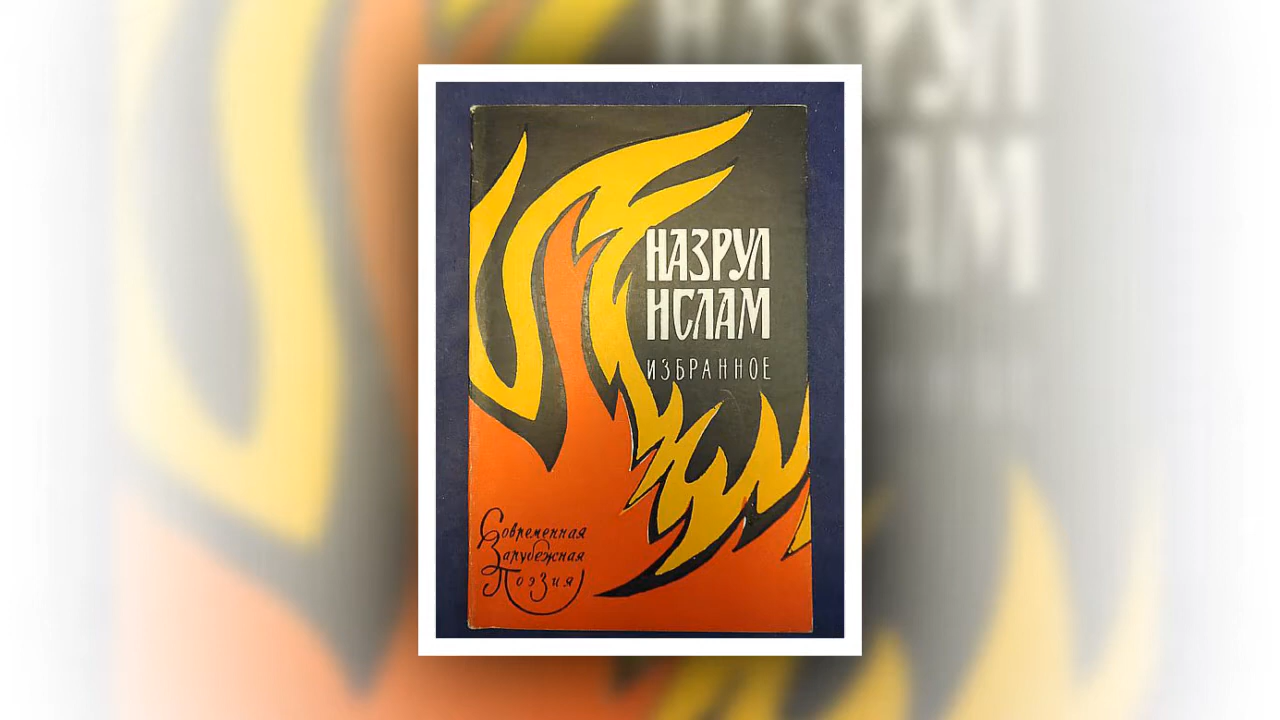 НАЗРУЛ
ИСЛАМ
ИЗБРАННОЕ
Современная
Зарубежная
Поэзия